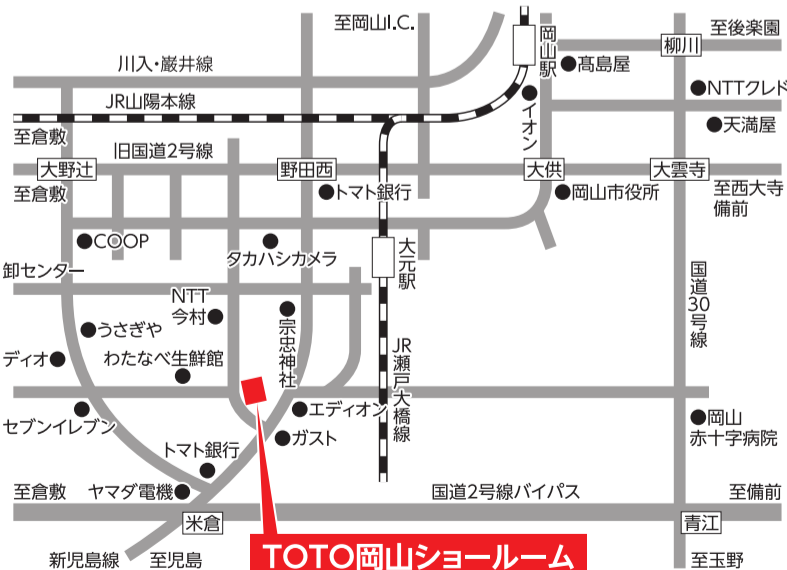 至岡山I.C.
至後楽園
柳川
岡山駅
髙島屋
川入・巌井線
NTTクレド
JR山陽本線
イオン
天満屋
至倉敷
旧国道2号線
大野辻
野田西
大供
大雲寺
至倉敷
トマト銀行
岡山市役所
至西大寺
備前
COOP
タカハシカメラ
大元駅
卸センター
国道30号線
NTT
今村
うさぎや
宗忠神社
ディオ
わたなべ生鮮館
JR瀬戸大橋線
セブンイレブン
エディオン
岡山
赤十字病院
ガスト
トマト銀行
至倉敷
ヤマダ電機
国道2号線バイパス
至備前
米倉
青江
新児島線
至児島
TOTO岡山ショールーム
至玉野